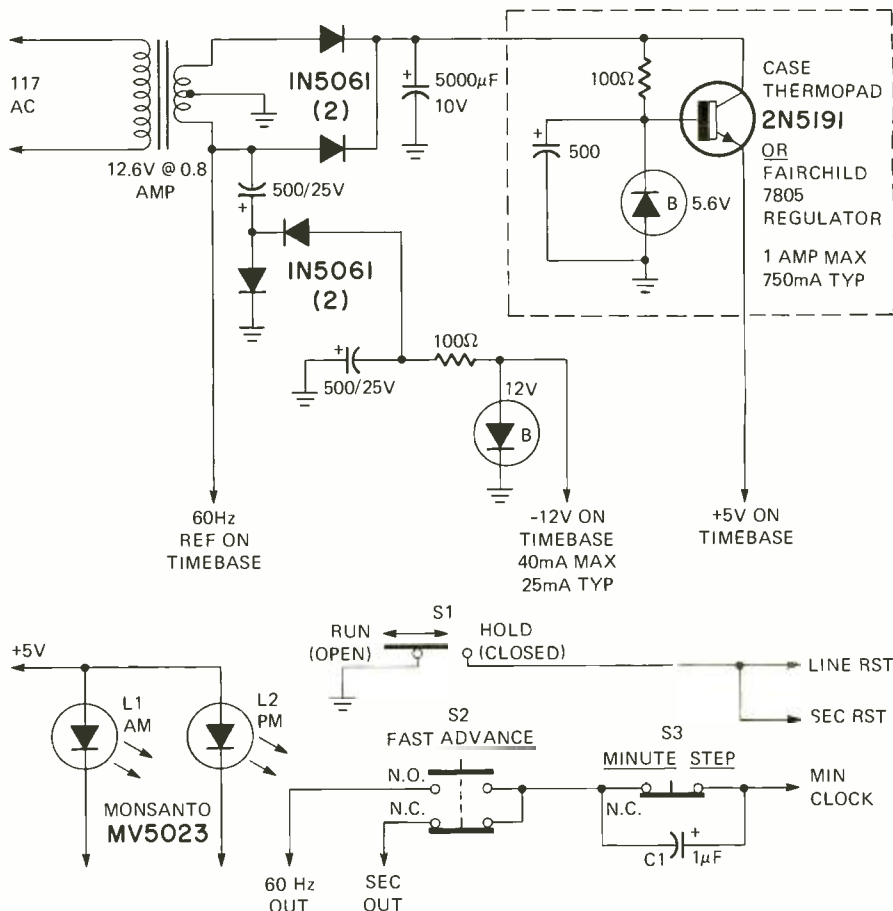 117
AC
12.6V @ 0.8
AMP
1N5061
(2)
+
5000µF
10V
500/25V
+
1N5061
(2)
100Ω
+
500
B
5.6V
CASE
THERMOPAD
2N5191
OR
FAIRCHILD
7805
REGULATOR
1 AMP MAX
750mA TYP
+
500/25V
100Ω
12V
B
60Hz
REF ON
TIMEBASE
-12V ON
TIMEBASE
40mA MAX
25mA TYP
+5V ON
TIMEBASE
+5V
L1
AM
L2
PM
MONSANTO
MV5023
S1
RUN
(OPEN)
HOLD
(CLOSED)
LINE RST
SEC RST
S2
FAST ADVANCE
N.O.
N.C.
60 Hz
OUT
SEC
OUT
S3
MINUTE STEP
N.C.
C1
+
1µF
MIN
CLOCK